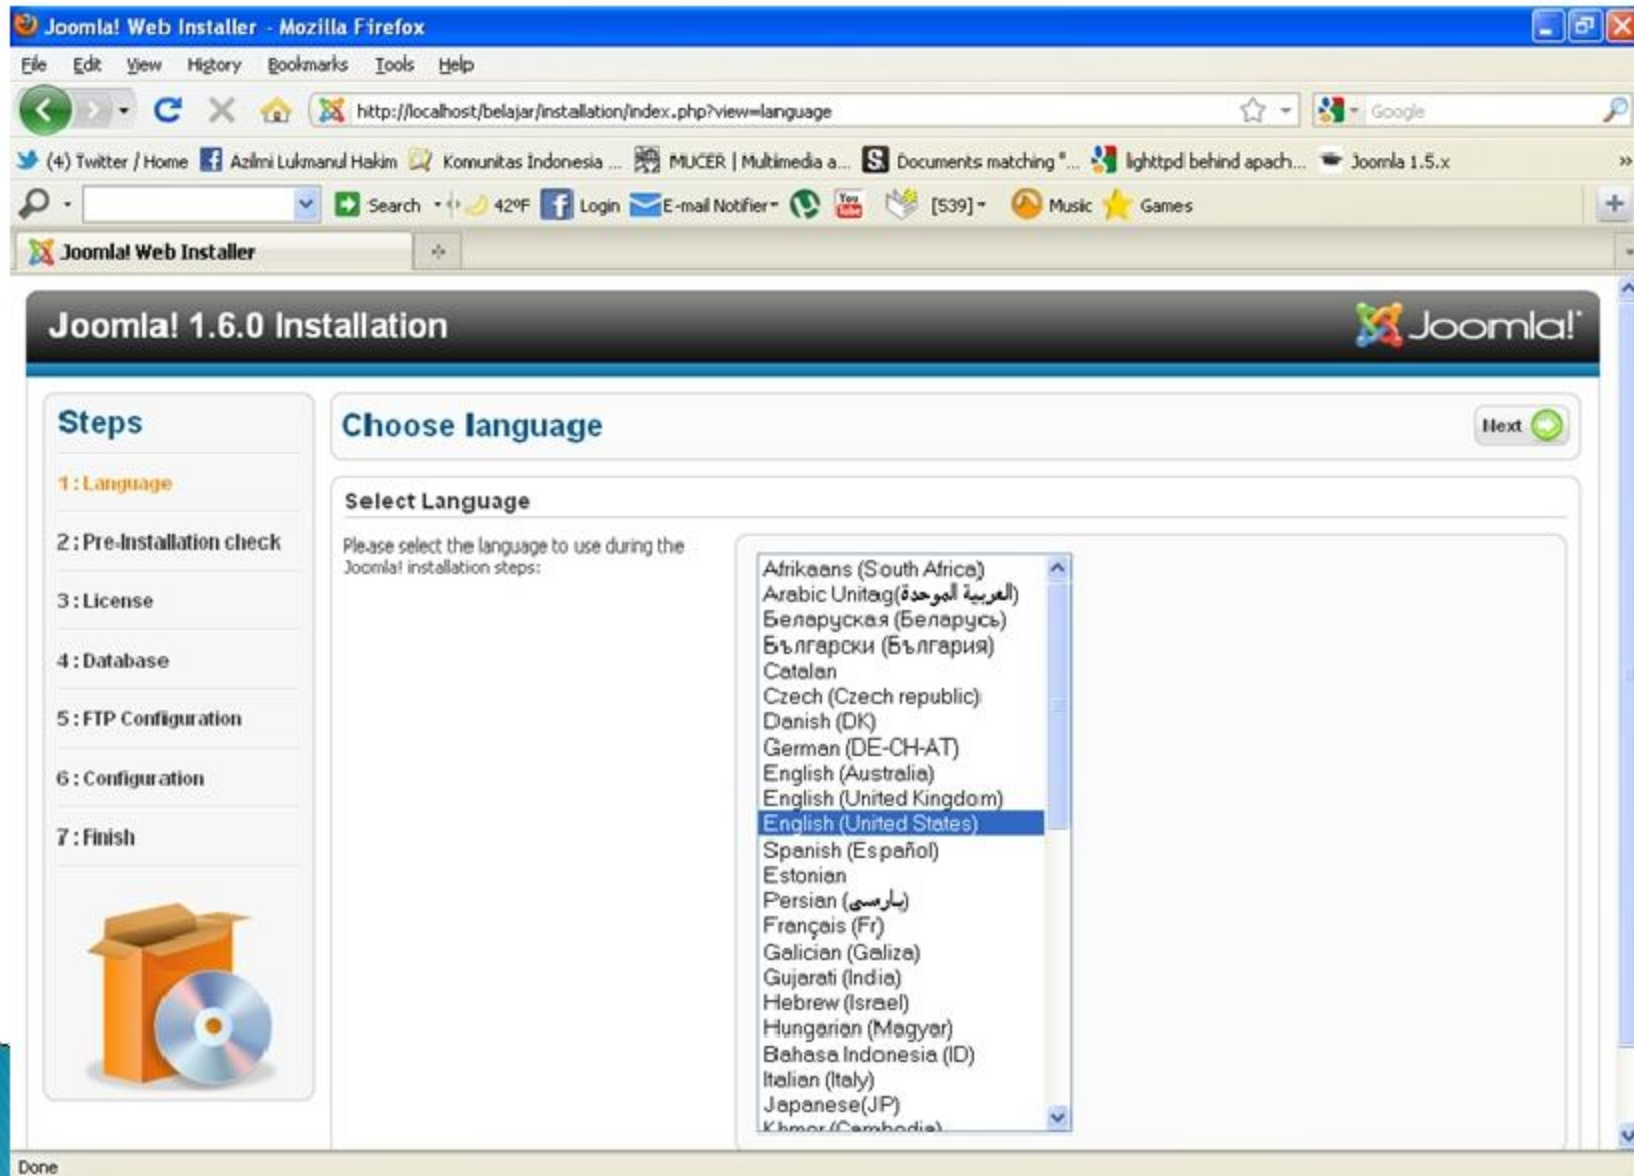 Joomla! Web Installer - Mozilla Firefox
File Edit View History Bookmarks Tools Help
http://localhost/belajar/installation/index.php?view=language Google
(4) Twitter / Home Azilmi Lukmanul Hakim Komunitas Indonesia ... MUCER | Multimedia a... Documents matching "... lighttpd behind apach... Joomla 1.5.x »
Search 42°F Login E-mail Notifier You Tube [539] Music Games
Joomla! Web Installer
Joomla! 1.6.0 Installation
Joomla!
Steps
1 : Language
2 : Pre-Installation check
3 : License
4 : Database
5 : FTP Configuration
6 : Configuration
7 : Finish
Choose language
Next
Select Language
Please select the language to use during the
Joomla! installation steps:
Afrikaans (South Africa)
Arabic Unitag (العربية الموحدة)
Беларуская (Беларусь)
Български (България)
Catalan
Czech (Czech republic)
Danish (DK)
German (DE-CH-AT)
English (Australia)
English (United Kingdom)
English (United States)
Spanish (Español)
Estonian
Persian (پارسی)
Français (Fr)
Galician (Galiza)
Gujarati (India)
Hebrew (Israel)
Hungarian (Magyar)
Bahasa Indonesia (ID)
Italian (Italy)
Japanese(JP)
Khmer (Cambodia)
Done